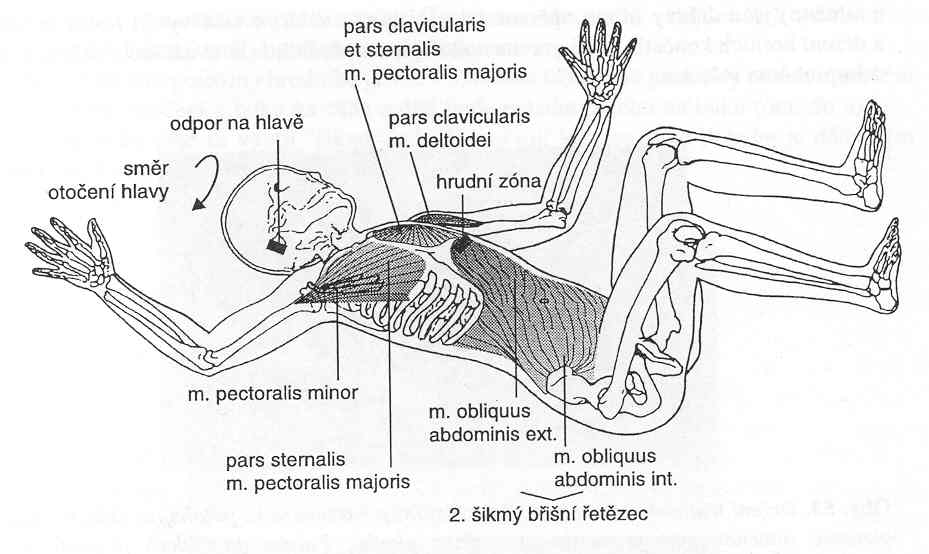 pars clavicularis
et sternalis
m. pectoralis majoris
odpor na hlavě
pars clavicularis
m. deltoidei
směr
otočení hlavy
hrudní zóna
m. pectoralis minor
m. obliquus
abdominis ext.
pars sternalis
m. pectoralis majoris
m. obliquus
abdominis int.
2. šikmý břišní řetězec